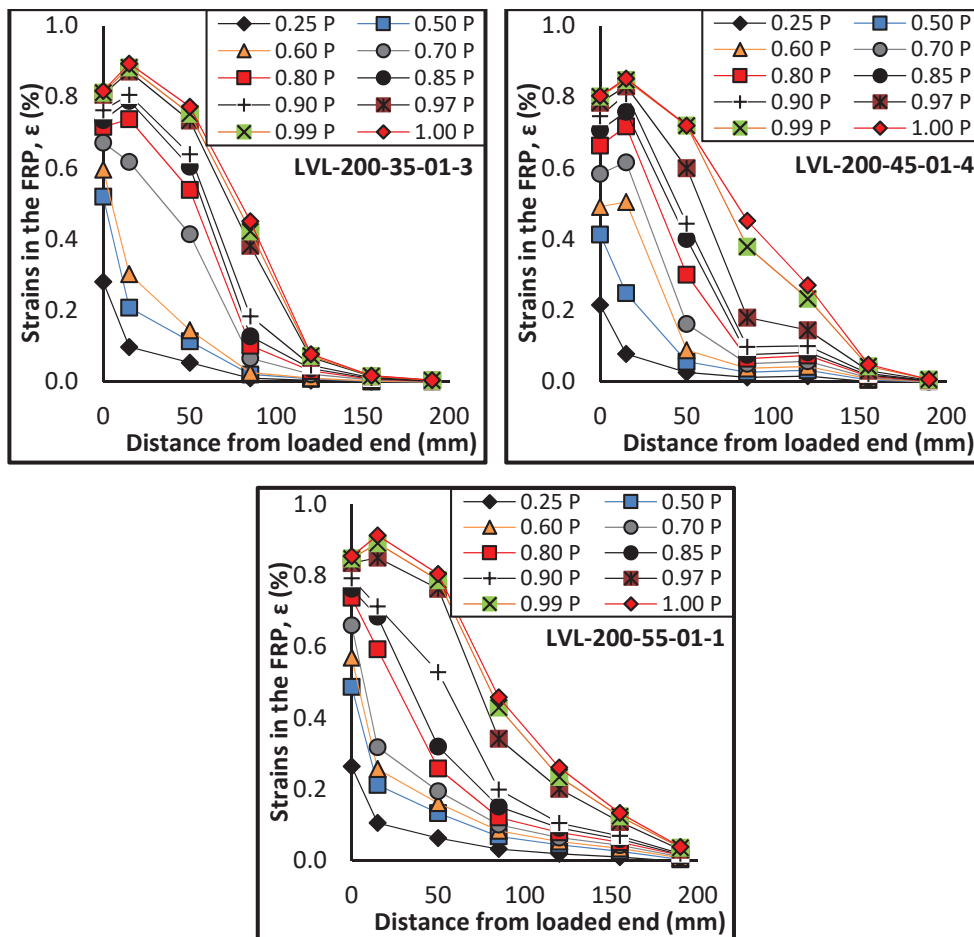 1.0
0.8
0.6
0.4
0.2
0.0
Strains in the FRP, ε (%)
0.25 P 0.50 P
0.60 P 0.70 P
0.80 P 0.85 P
0.90 P 0.97 P
0.99 P 1.00 P
LVL-200-35-01-3
0 50 100 150 200
Distance from loaded end (mm)
1.0
0.8
0.6
0.4
0.2
0.0
Strains in the FRP, ε (%)
0.25 P 0.50 P
0.60 P 0.70 P
0.80 P 0.85 P
0.90 P 0.97 P
0.99 P 1.00 P
LVL-200-45-01-4
0 50 100 150 200
Distance from loaded end (mm)
1.0
0.8
0.6
0.4
0.2
0.0
Strains in the FRP, ε (%)
0.25 P 0.50 P
0.60 P 0.70 P
0.80 P 0.85 P
0.90 P 0.97 P
0.99 P 1.00 P
LVL-200-55-01-1
0 50 100 150 200
Distance from loaded end (mm)